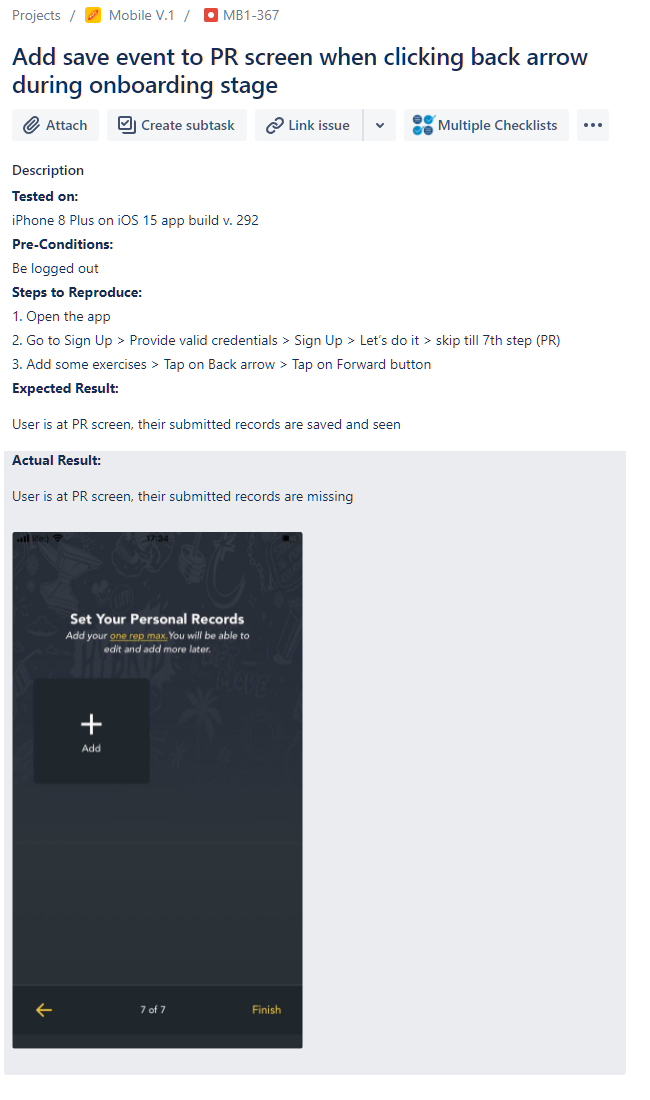 Projects / Mobile V.1 / MB1-367
Add save event to PR screen when clicking back arrow
during onboarding stage
Attach Create subtask Link issue Multiple Checklists
Description
Tested on:
iPhone 8 Plus on iOS 15 app build v. 292
Pre-Conditions:
Be logged out
Steps to Reproduce:
1. Open the app
2. Go to Sign Up > Provide valid credentials > Sign Up > Let's do it > skip till 7th step (PR)
3. Add some exercises > Tap on Back arrow > Tap on Forward button
Expected Result:
User is at PR screen, their submitted records are saved and seen
Actual Result:
User is at PR screen, their submitted records are missing
17:34
Set Your Personal Records
Add your one rep max. You will be able to
edit and add more later.
Add
7 of 7 Finish